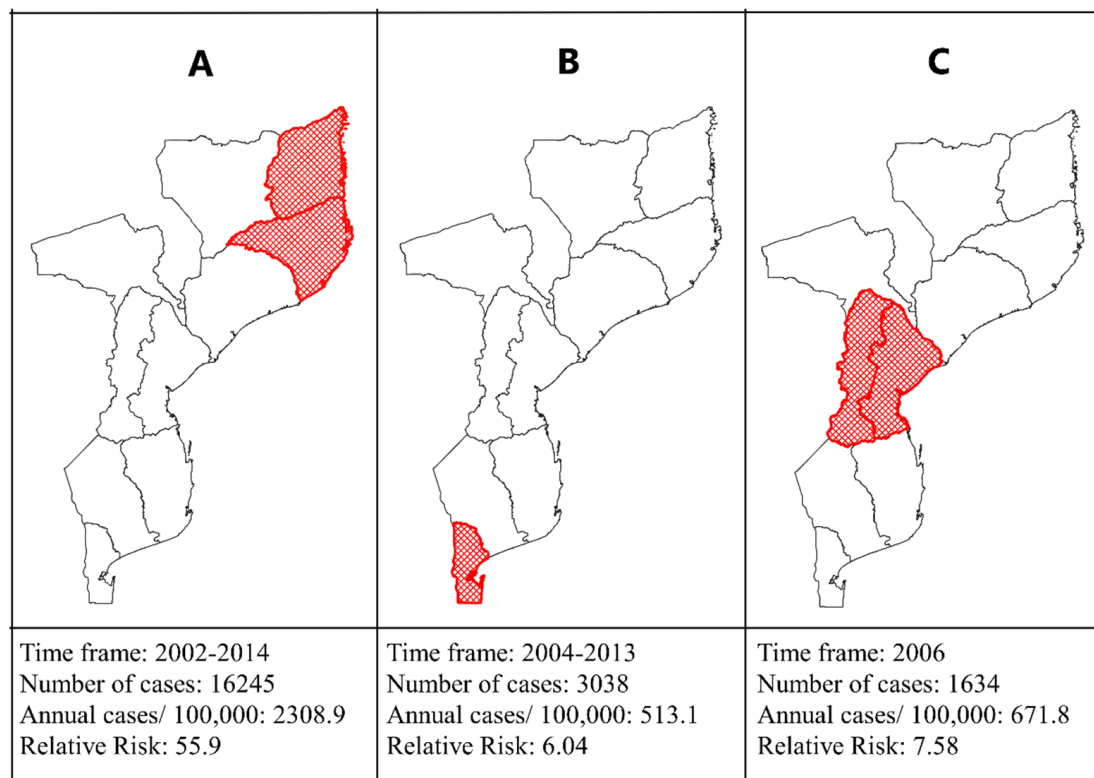 A
B
C
Time frame: 2002-2014
Number of cases: 16245
Annual cases/ 100,000: 2308.9
Relative Risk: 55.9
Time frame: 2004-2013
Number of cases: 3038
Annual cases/ 100,000: 513.1
Relative Risk: 6.04
Time frame: 2006
Number of cases: 1634
Annual cases/ 100,000: 671.8
Relative Risk: 7.58